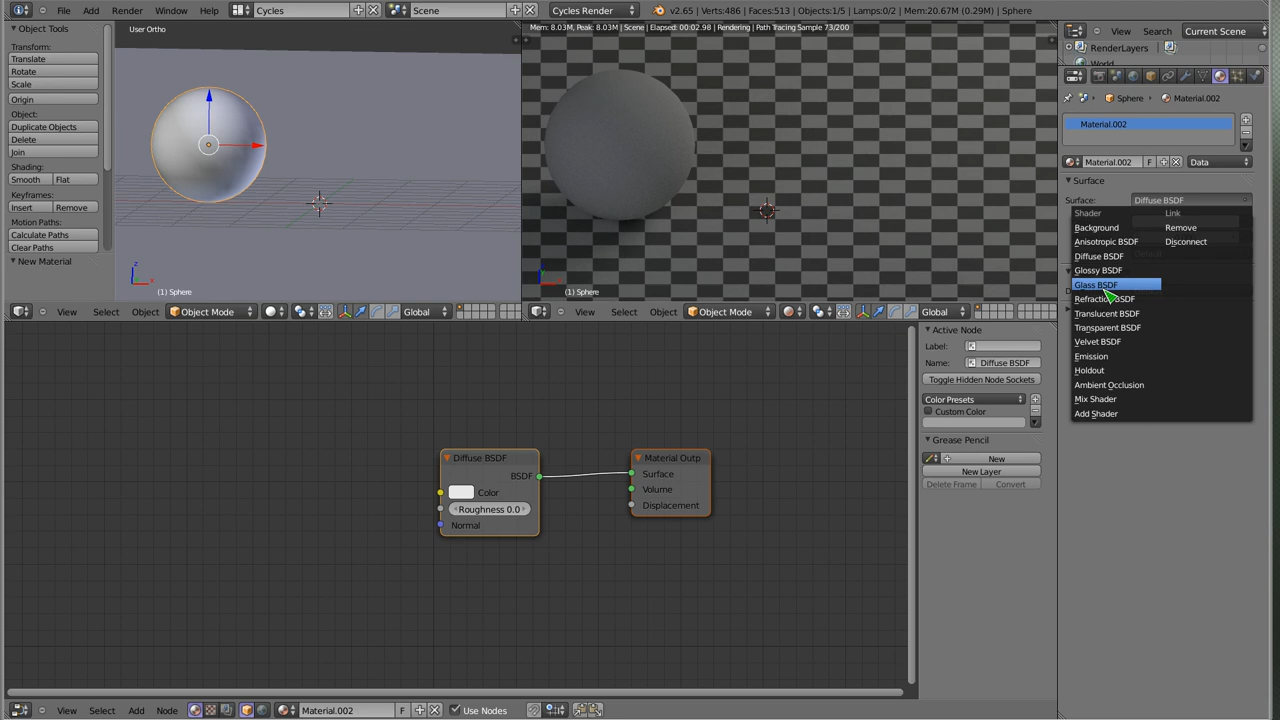 File Add Render Window Help Cycles Scene Cycles Render v2.65 | Verts:486 | Faces:513 | Objects:1/5 | Lamps:0/2 | Mem:20.67M (0.29M) | Sphere
Object Tools
Transform:
Translate
Rotate
Scale
Origin
Object:
Duplicate Objects
Delete
Join
Shading:
Smooth Flat
Keyframes:
Insert Remove
Motion Paths:
Calculate Paths
Clear Paths
New Material
User Ortho
(1) Sphere
Mem: 8.03M, Peak: 8.03M | Scene | Elapsed: 00:02.98 | Rendering | Path Tracing Sample 73/200
(1) Sphere
View Search Current Scene
RenderLayers
World
Sphere Material.002
Material.002
Material.002 F Data
Surface
Surface: Diffuse BSDF
Shader Link
Background Remove
Anisotropic BSDF Disconnect
Diffuse BSDF
Glossy BSDF
Glass BSDF
Refraction BSDF
Translucent BSDF
Transparent BSDF
Velvet BSDF
Emission
Holdout
Ambient Occlusion
Mix Shader
Add Shader
View Select Object Object Mode Global
View Select Object Object Mode Global
Diffuse BSDF
BSDF
Color
Roughness 0.0
Normal
Material Outp
Surface
Volume
Displacement
Active Node
Label:
Name: Diffuse BSDF
Toggle Hidden Node Sockets
Color Presets
Custom Color
Grease Pencil
New
New Layer
Delete Frame Convert
View Select Add Node Material.002 F Use Nodes